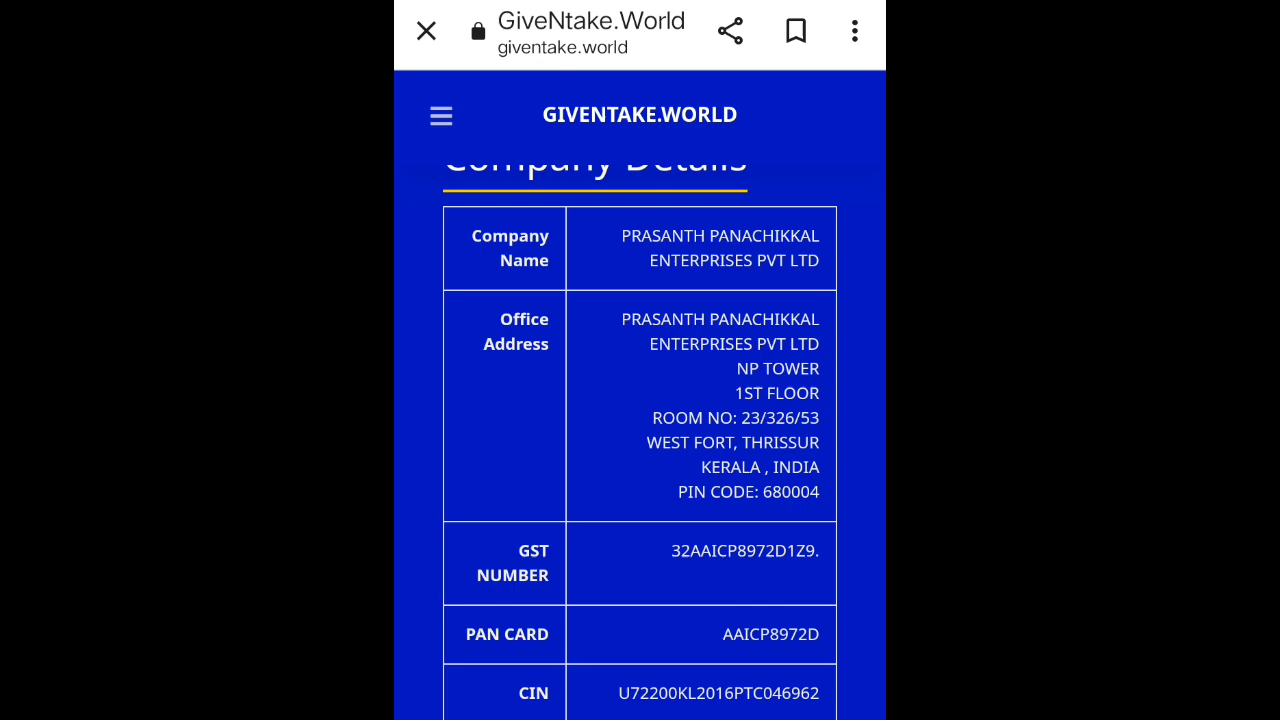 GiveNtake.World
giventake.world
GIVENTAKE.WORLD
Company Details
Company
Name
PRASANTH PANACHIKKAL
ENTERPRISES PVT LTD
Office
Address
PRASANTH PANACHIKKAL
ENTERPRISES PVT LTD
NP TOWER
1ST FLOOR
ROOM NO: 23/326/53
WEST FORT, THRISSUR
KERALA , INDIA
PIN CODE: 680004
GST
NUMBER
32AAICP8972D1Z9.
PAN CARD
AAICP8972D
CIN
U72200KL2016PTC046962